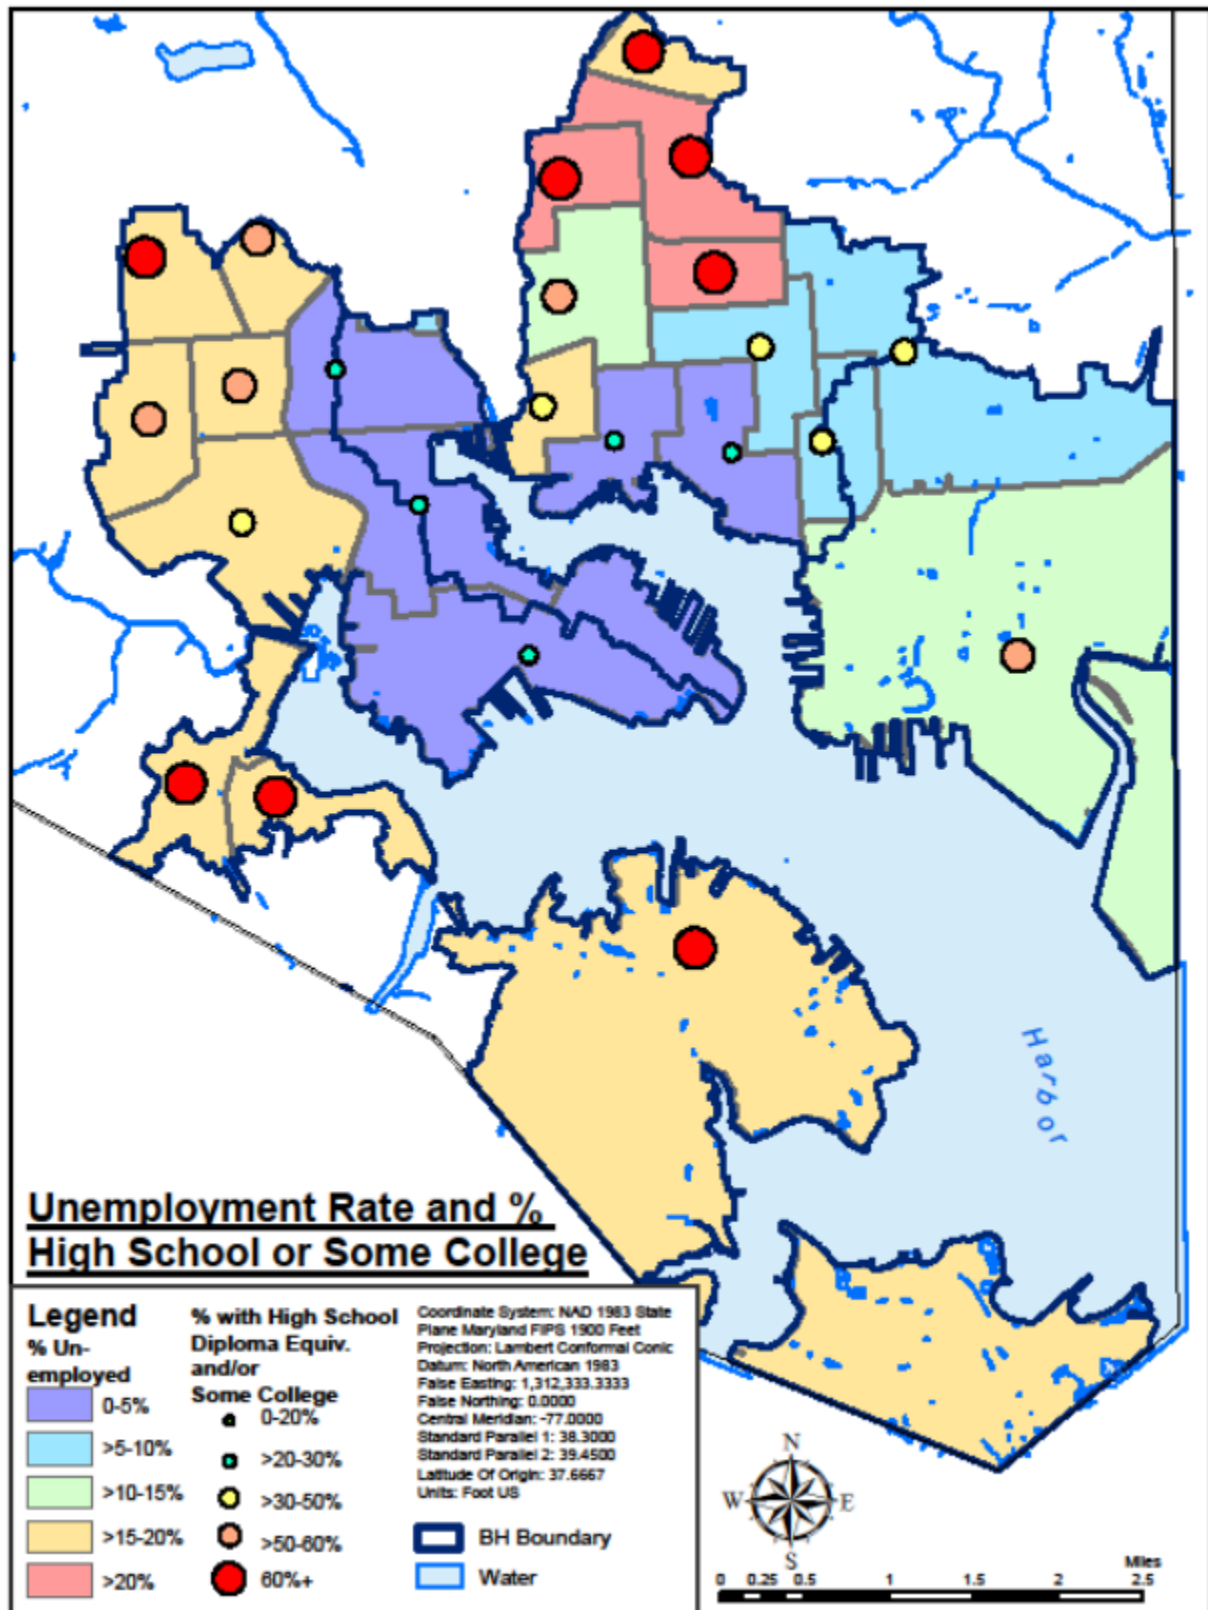 Harbor
Unemployment Rate and %
High School or Some College
Legend
% Un-
employed
0-5%
>5-10%
>10-15%
>15-20%
>20%
% with High School
Diploma Equiv.
and/or
Some College
0-20%
>20-30%
>30-50%
>50-60%
60%+
Coordinate System: NAD 1983 State
Plane Maryland FIPS 1900 Feet
Projection: Lambert Conformal Conic
Datum: North American 1983
False Easting: 1,312,333.3333
False Northing: 0.0000
Central Meridian: -77.0000
Standard Parallel 1: 38.3000
Standard Parallel 2: 39.4500
Latitude Of Origin: 37.6667
Units: Foot US
BH Boundary
Water
N
W E
S
Miles
0 0.25 0.5 1 1.5 2 2.5